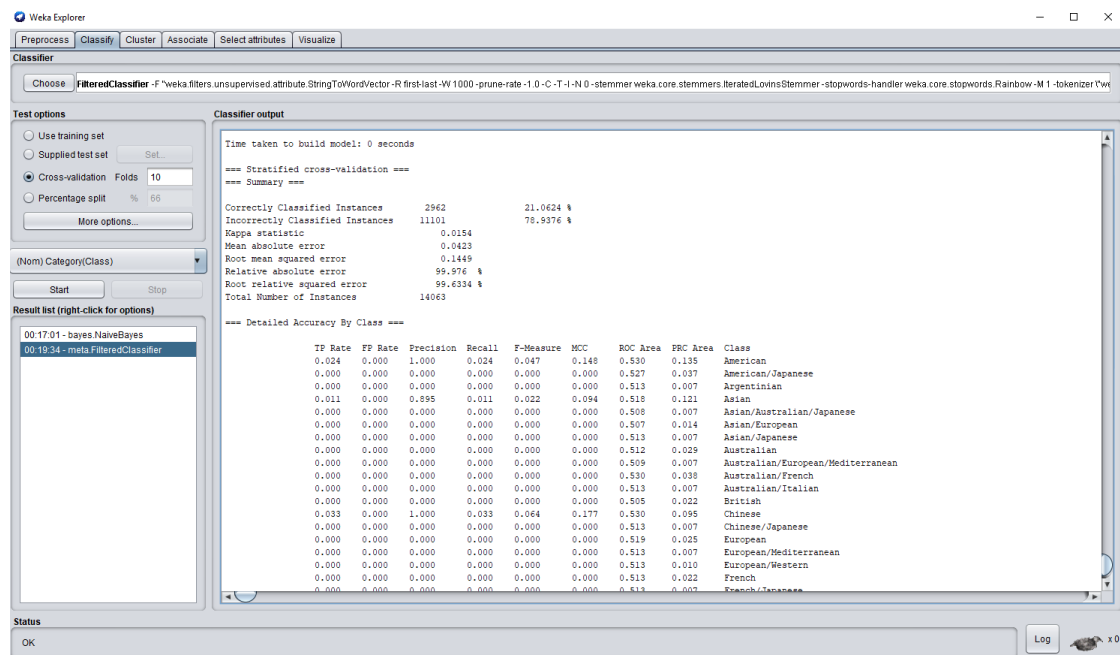 Weka Explorer
Preprocess Classify Cluster Associate Select attributes Visualize
Classifier
Choose FilteredClassifier -F "weka.filters.unsupervised.attribute.StringToWordVector -R first-last -W 1000 -prune-rate -1.0 -C -T -I -N 0 -stemmer weka.core.stemmers.IteratedLovinsStemmer -stopwords-handler weka.core.stopwords.Rainbow -M 1 -tokenizer \"we
Test options
Use training set
Supplied test set Set...
Cross-validation Folds 10
Percentage split % 66
More options...
(Nom) Category(Class)
Start Stop
Result list (right-click for options)
00:17:01 - bayes.NaiveBayes
00:19:34 - meta.FilteredClassifier
Classifier output
Time taken to build model: 0 seconds
=== Stratified cross-validation ===
=== Summary ===
Correctly Classified Instances 2962 21.0624 %
Incorrectly Classified Instances 11101 78.9376 %
Kappa statistic 0.0154
Mean absolute error 0.0423
Root mean squared error 0.1449
Relative absolute error 99.976 %
Root relative squared error 99.6334 %
Total Number of Instances 14063
=== Detailed Accuracy By Class ===
TP Rate FP Rate Precision Recall F-Measure MCC ROC Area PRC Area Class
0.024 0.000 1.000 0.024 0.047 0.148 0.530 0.135 American
0.000 0.000 0.000 0.000 0.000 0.000 0.527 0.037 American/Japanese
0.000 0.000 0.000 0.000 0.000 0.000 0.513 0.007 Argentinian
0.011 0.000 0.895 0.011 0.022 0.094 0.518 0.121 Asian
0.000 0.000 0.000 0.000 0.000 0.000 0.508 0.007 Asian/Australian/Japanese
0.000 0.000 0.000 0.000 0.000 0.000 0.507 0.014 Asian/European
0.000 0.000 0.000 0.000 0.000 0.000 0.513 0.007 Asian/Japanese
0.000 0.000 0.000 0.000 0.000 0.000 0.512 0.029 Australian
0.000 0.000 0.000 0.000 0.000 0.000 0.509 0.007 Australian/European/Mediterranean
0.000 0.000 0.000 0.000 0.000 0.000 0.530 0.038 Australian/French
0.000 0.000 0.000 0.000 0.000 0.000 0.513 0.007 Australian/Italian
0.000 0.000 0.000 0.000 0.000 0.000 0.505 0.022 British
0.033 0.000 1.000 0.033 0.064 0.177 0.530 0.095 Chinese
0.000 0.000 0.000 0.000 0.000 0.000 0.513 0.007 Chinese/Japanese
0.000 0.000 0.000 0.000 0.000 0.000 0.519 0.025 European
0.000 0.000 0.000 0.000 0.000 0.000 0.513 0.007 European/Mediterranean
0.000 0.000 0.000 0.000 0.000 0.000 0.513 0.010 European/Western
0.000 0.000 0.000 0.000 0.000 0.000 0.513 0.022 French
0.000 0.000 0.000 0.000 0.000 0.000 0.513 0.007 French/Japanese
Status
OK
Log x 0